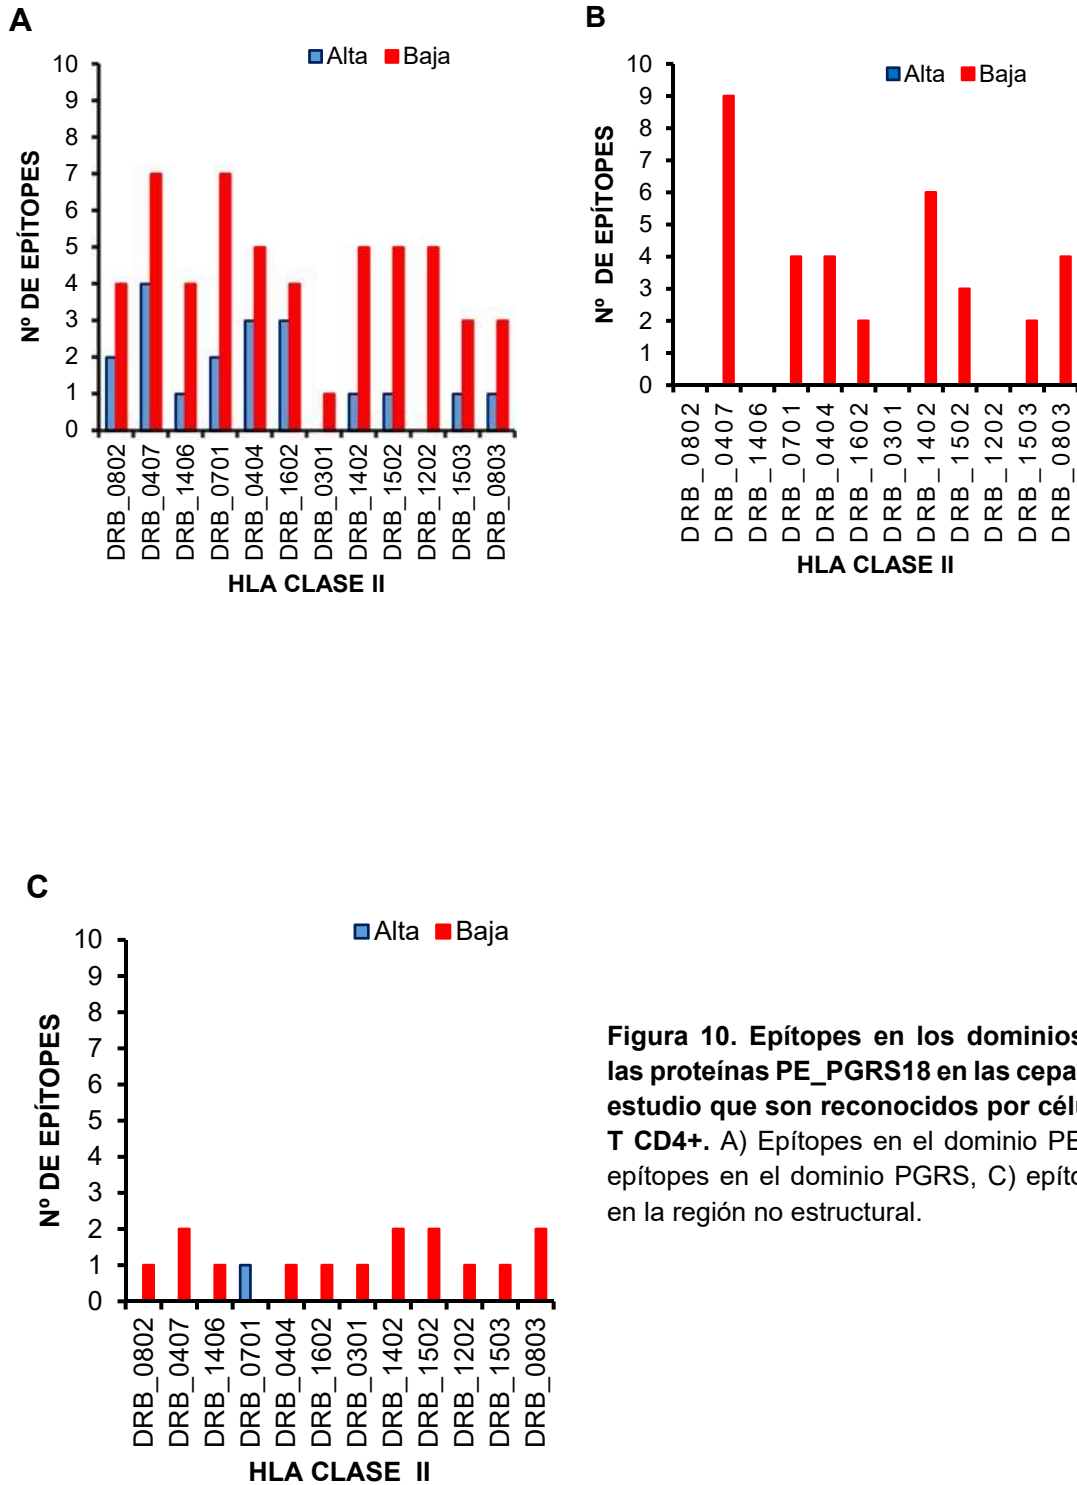 A
Alta Baja
10
9
8
7
6
5
4
3
2
1
0
Nº DE EPÍTOPES
DRB_0802
DRB_0407
DRB_1406
DRB_0701
DRB_0404
DRB_1602
DRB_0301
DRB_1402
DRB_1502
DRB_1202
DRB_1503
DRB_0803
HLA CLASE II
B
Alta Baja
10
9
8
7
6
5
4
3
2
1
0
Nº DE EPÍTOPES
DRB_0802
DRB_0407
DRB_1406
DRB_0701
DRB_0404
DRB_1602
DRB_0301
DRB_1402
DRB_1502
DRB_1202
DRB_1503
DRB_0803
HLA CLASE II
C
Alta Baja
10
9
8
7
6
5
4
3
2
1
0
Nº DE EPÍTOPES
DRB_0802
DRB_0407
DRB_1406
DRB_0701
DRB_0404
DRB_1602
DRB_0301
DRB_1402
DRB_1502
DRB_1202
DRB_1503
DRB_0803
HLA CLASE II
Figura 10. Epítopes en los dominios
las proteínas PE_PGRS18 en las cepa
estudio que son reconocidos por célu
T CD4+. A) Epítopes en el dominio PE
epítopes en el dominio PGRS, C) epíto
en la región no estructural.